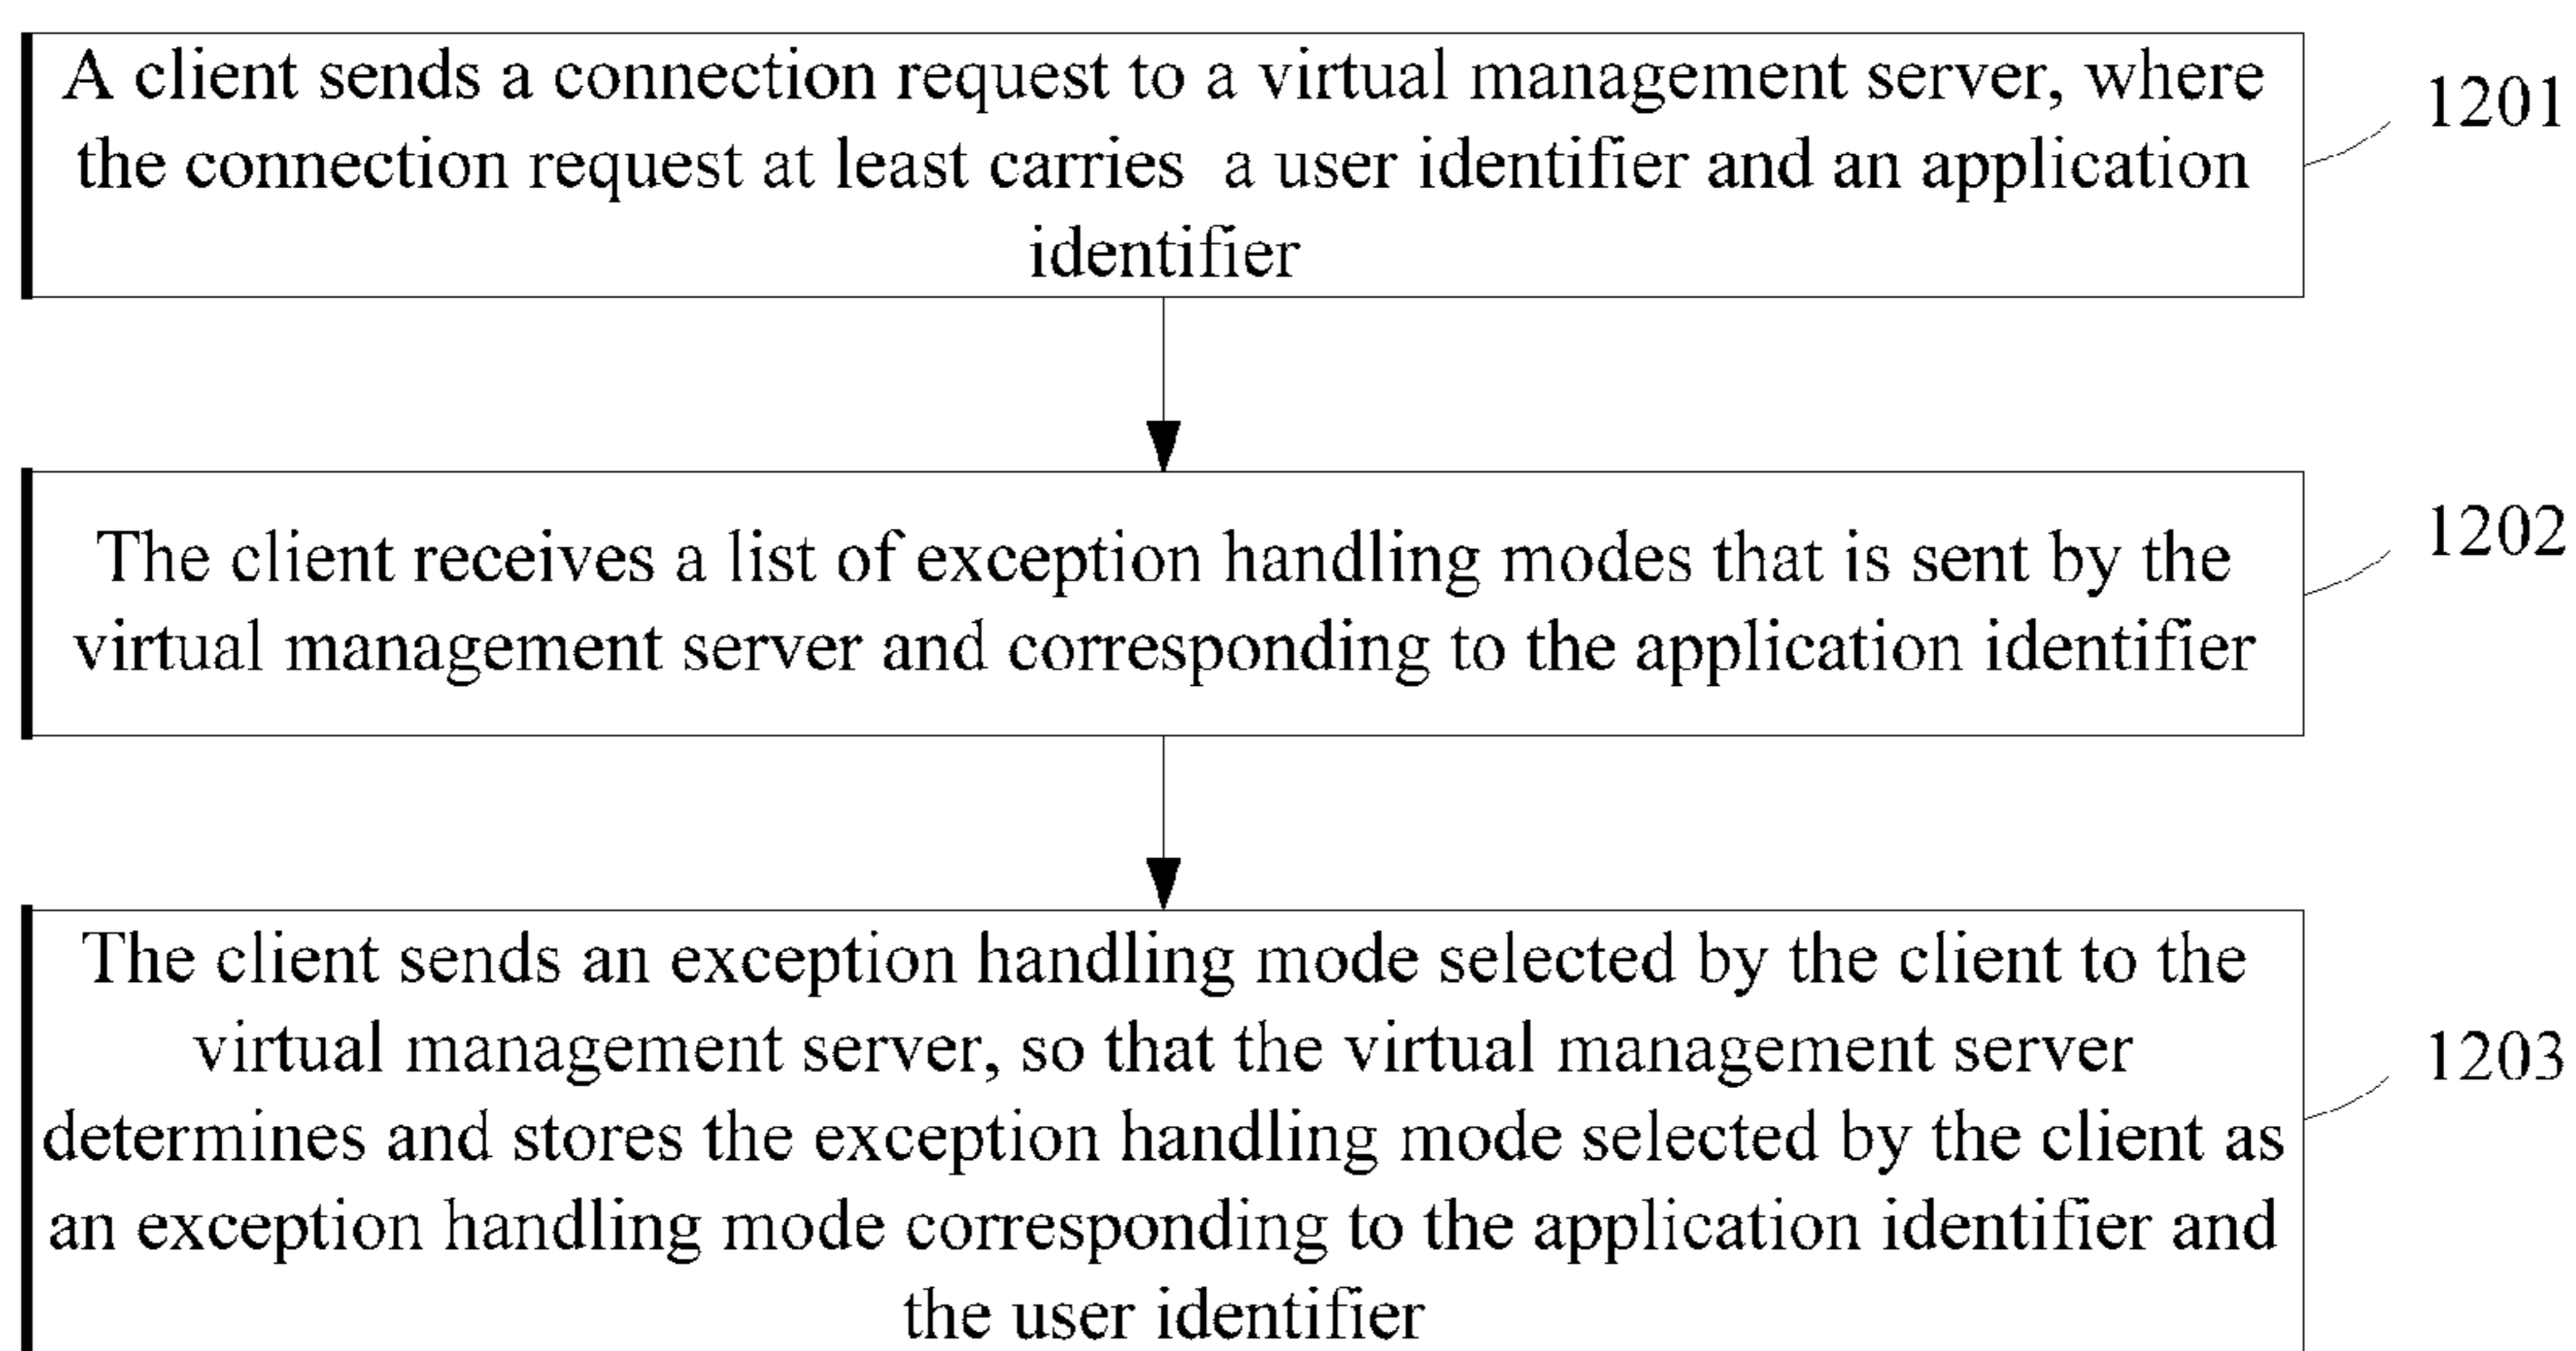 A client sends a connection request to a virtual management server, where
the connection request at least carries a user identifier and an application
identifier
1201
The client receives a list of exception handling modes that is sent by the
virtual management server and corresponding to the application identifier
1202
The client sends an exception handling mode selected by the client to the
virtual management server, so that the virtual management server
determines and stores the exception handling mode selected by the client as
an exception handling mode corresponding to the application identifier and
the user identifier
1203